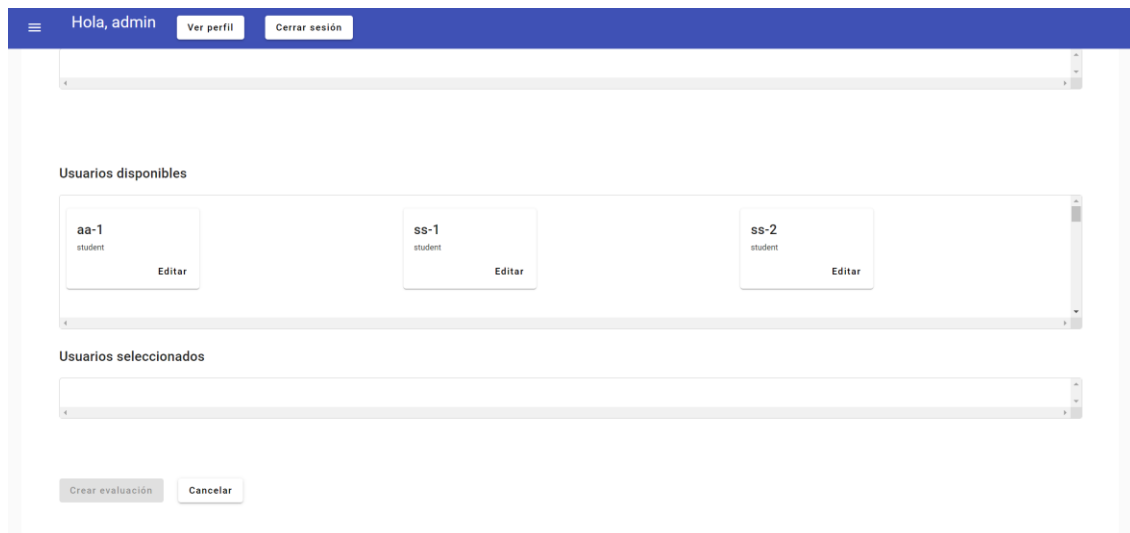 Hola, admin Ver perfil Cerrar sesión
Usuarios disponibles
aa-1 ss-1 ss-2
student student student
Editar Editar Editar
Usuarios seleccionados
Crear evaluación Cancelar